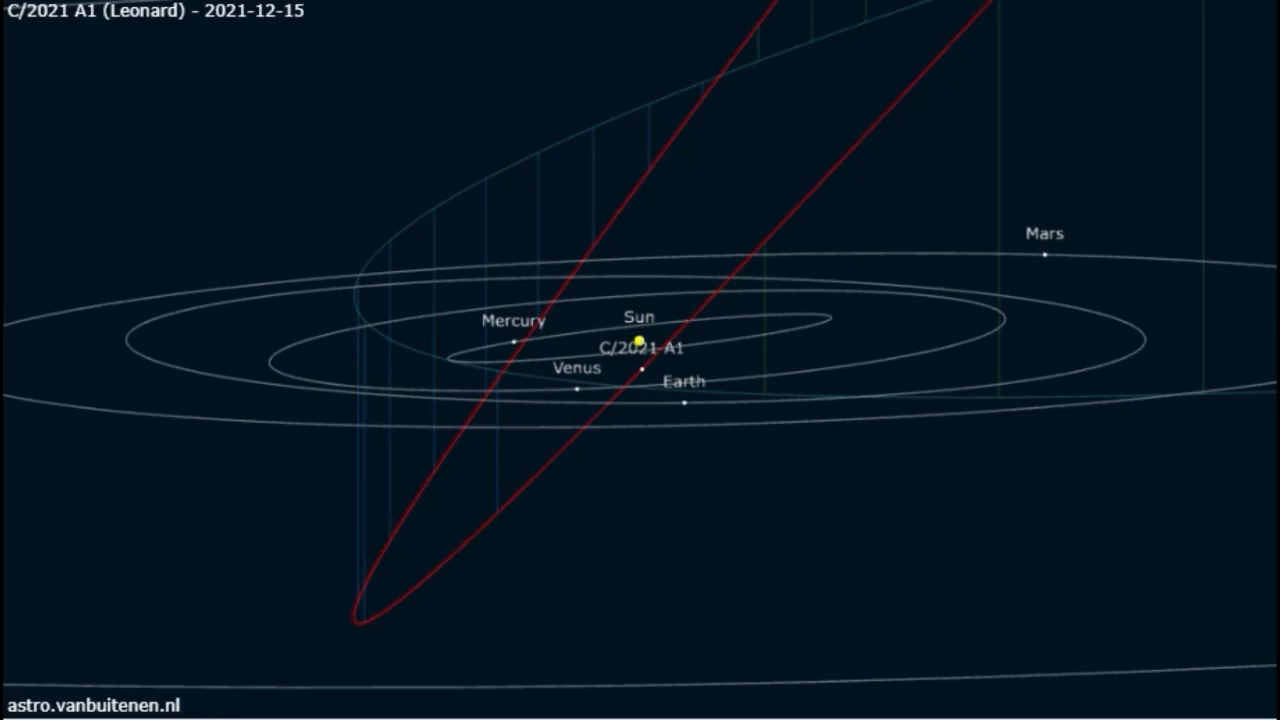 C/2021 A1 (Leonard) - 2021-12-15
Mars
Mercury
Sun
C/2021 A1
Venus
Earth
astro.vanbuitenen.nl